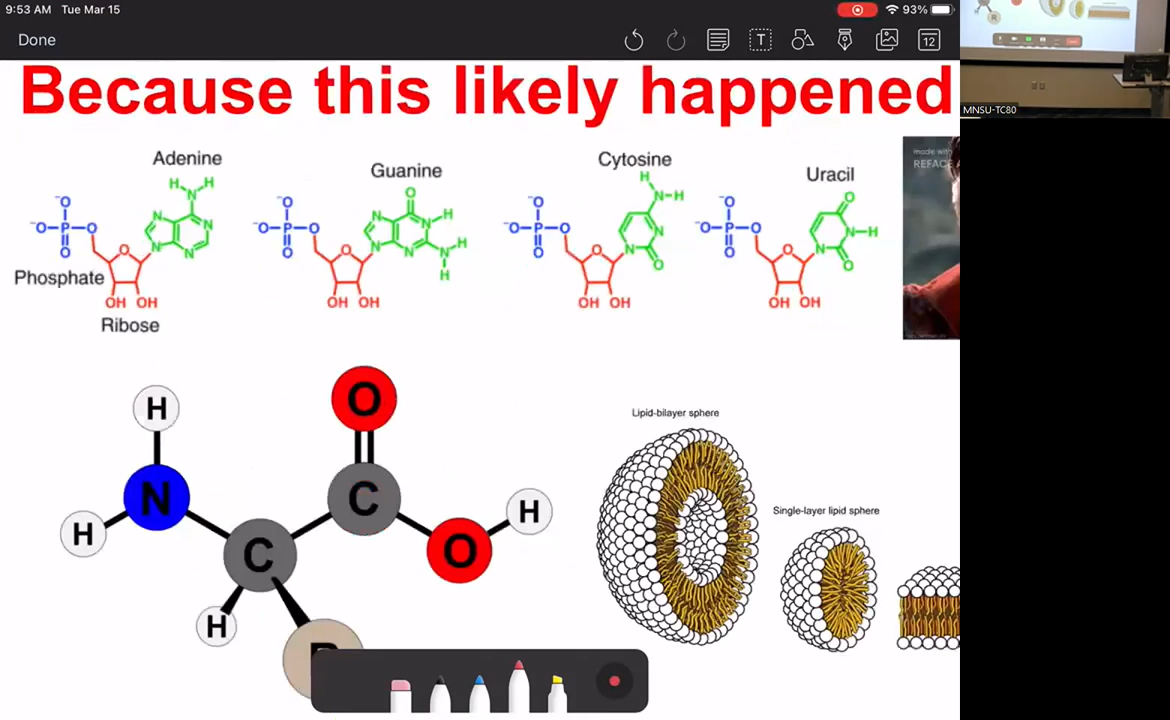 9:53 AM Tue Mar 15
93%
Done
T
12
MNSU-TC80
Because this likely happened
made with
REFACE
Adenine
H H
N
N
N
N
N
⁻O
⁻O P O
O
O
Phosphate
OH OH
Ribose
Guanine
O
N
N H
N
N
N H
H
⁻O
⁻O P O
O
O
OH OH
Cytosine
H
N H
N
N
O
⁻O
⁻O P O
O
O
OH OH
Uracil
O
N H
N
O
⁻O
⁻O P O
O
O
OH OH
H
O
N
C
H
H
C
O
H
Lipid-bilayer sphere
Single-layer lipid sphere